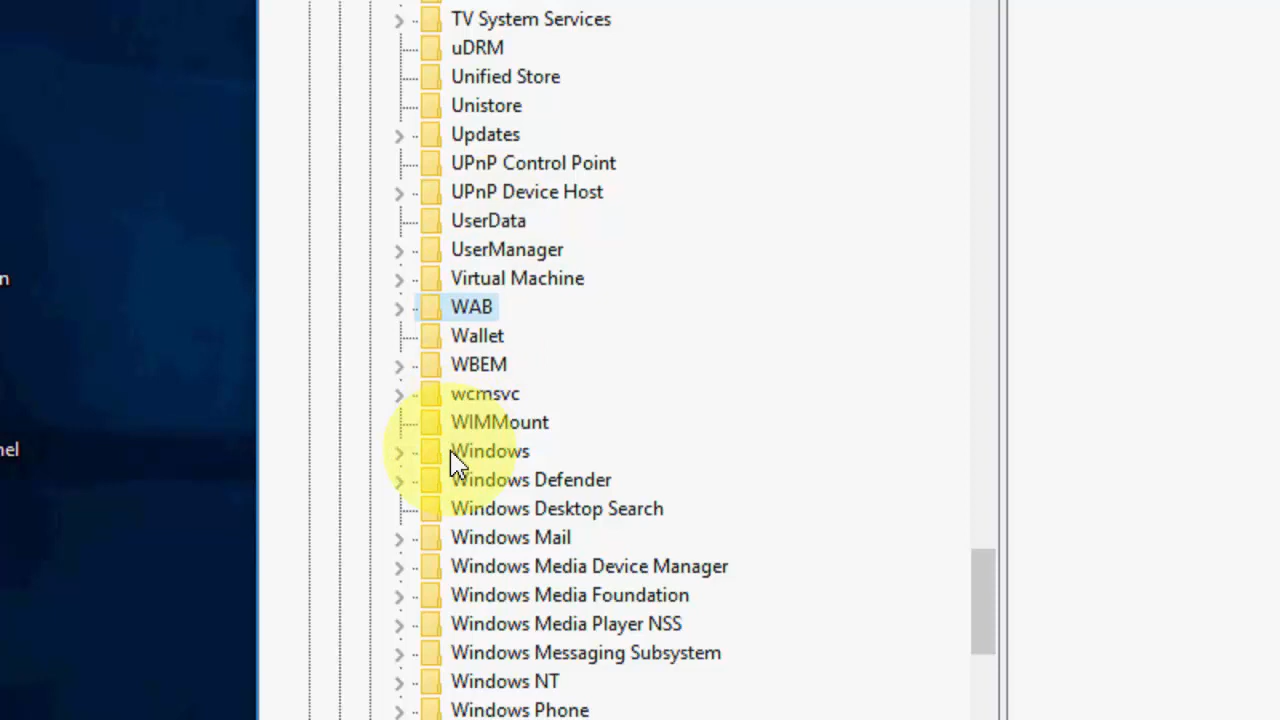 TV System Services
uDRM
Unified Store
Unistore
Updates
UPnP Control Point
UPnP Device Host
UserData
UserManager
n
Virtual Machine
WAB
Wallet
WBEM
wcmsvc
WIMMount
nel
Windows
Windows Defender
Windows Desktop Search
Windows Mail
Windows Media Device Manager
Windows Media Foundation
Windows Media Player NSS
Windows Messaging Subsystem
Windows NT
Windows Phone